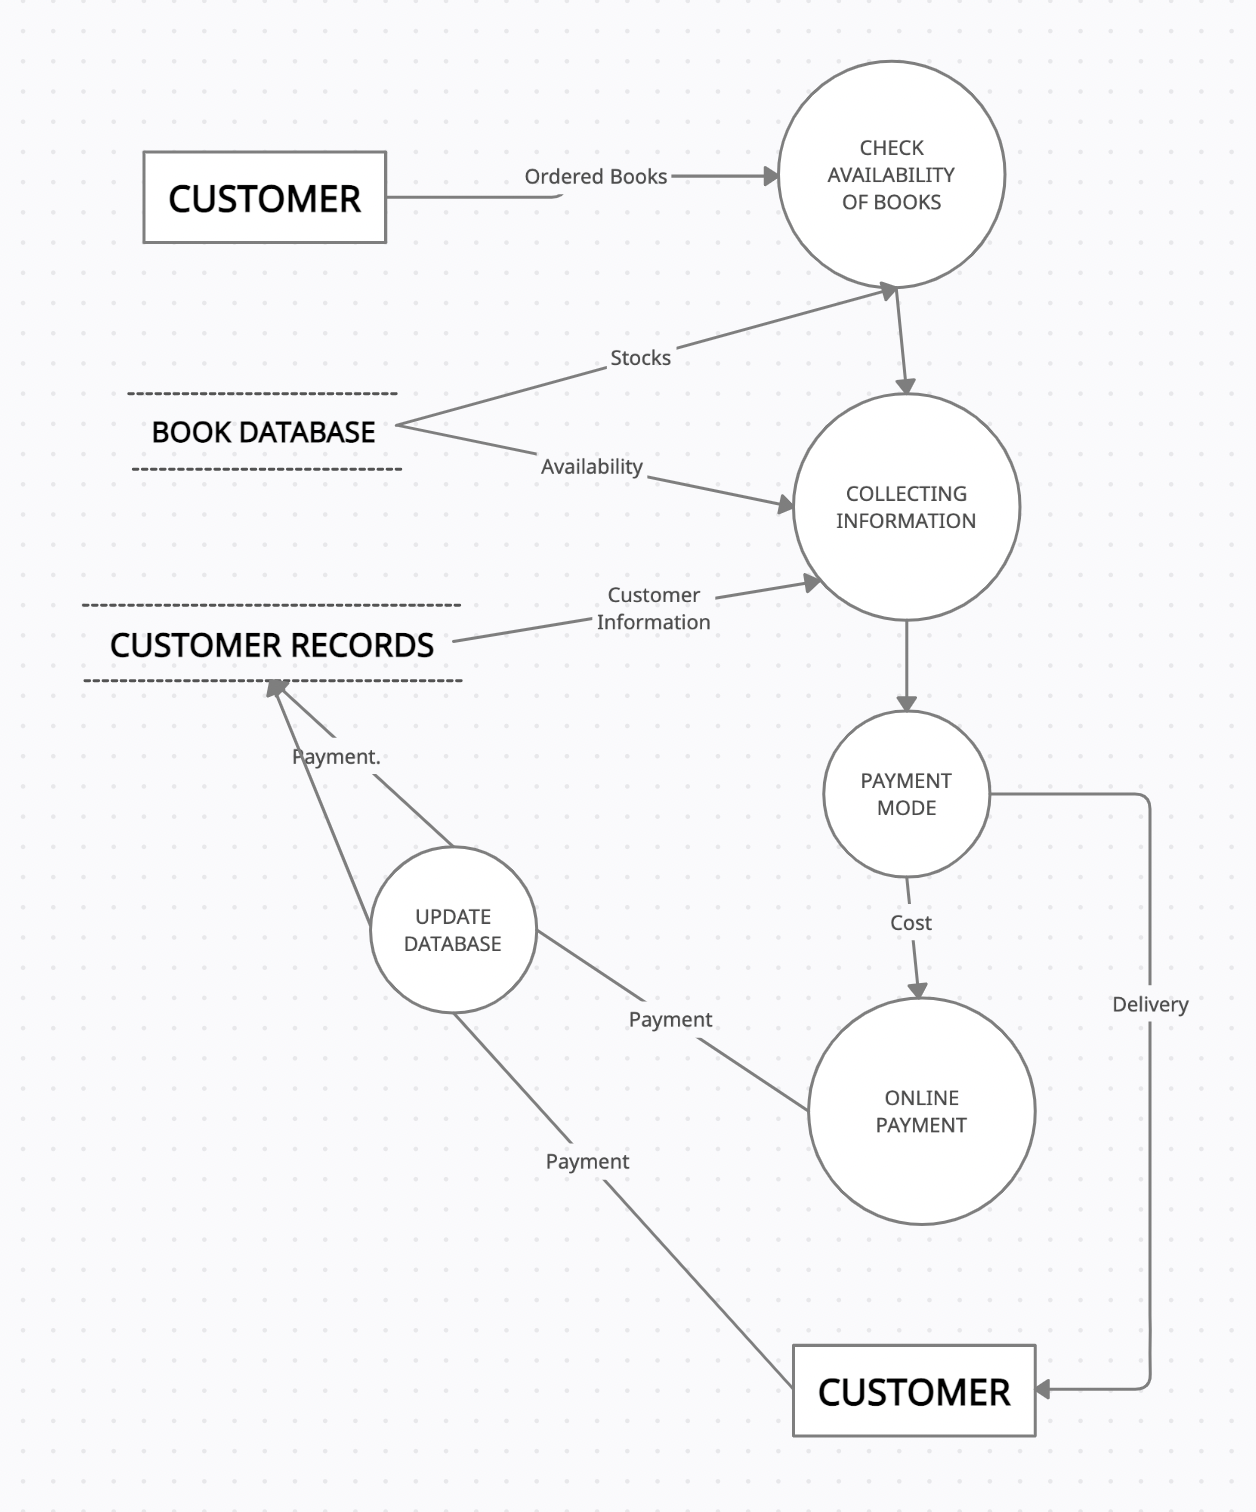 CHECK
AVAILABILITY
OF BOOKS
Ordered Books
CUSTOMER
Stocks
BOOK DATABASE
Availability
COLLECTING
INFORMATION
Customer
Information
CUSTOMER RECORDS
Payment.
PAYMENT
MODE
UPDATE
DATABASE
Cost
Delivery
Payment
ONLINE
PAYMENT
Payment
CUSTOMER